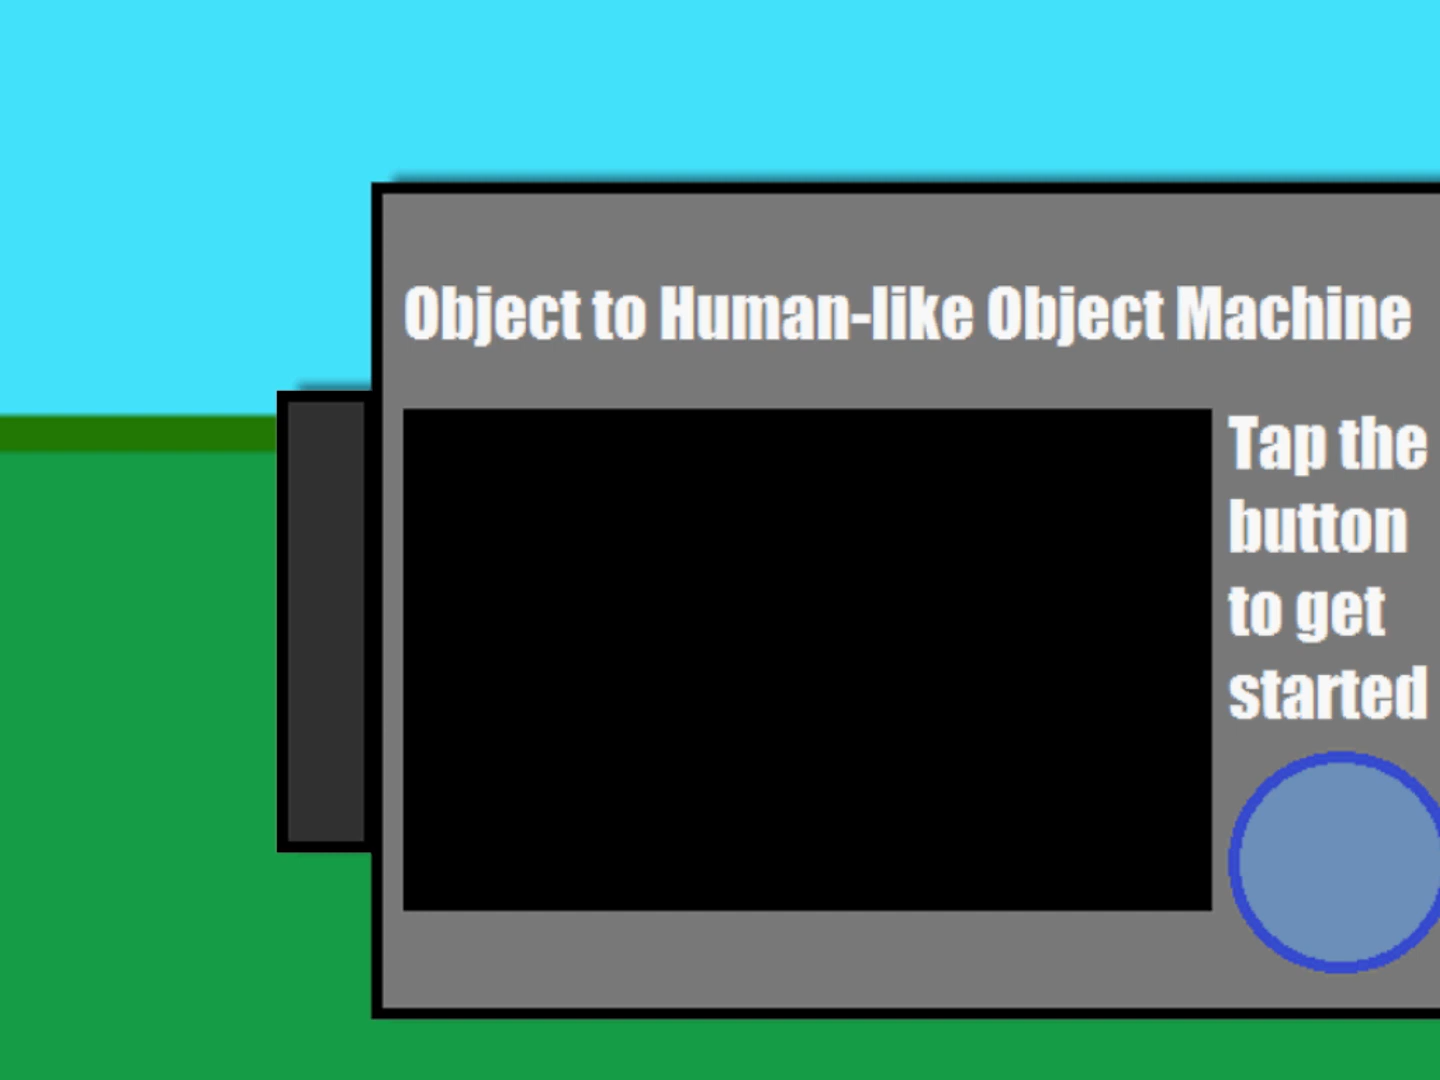 Object to Human-like Object Machine
Tap the
button
to get
started